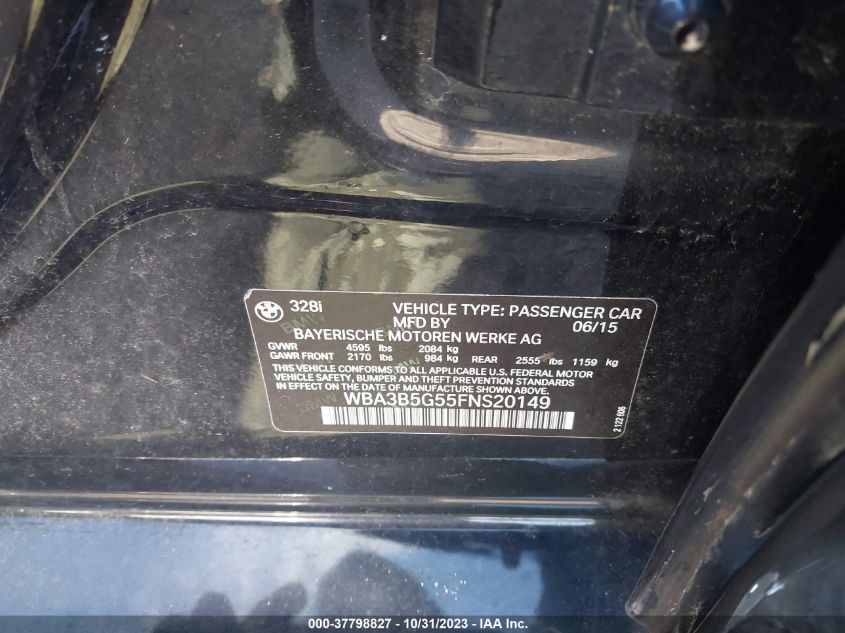 328i VEHICLE TYPE: PASSENGER CAR
MFD BY 06/15
BAYERISCHE MOTOREN WERKE AG
GVWR 4595 lbs 2084 kg
GAWR FRONT 2170 lbs 984 kg REAR 2555 lbs 1159 kg
THIS VEHICLE CONFORMS TO ALL APPLICABLE U.S. FEDERAL MOTOR
VEHICLE SAFETY, BUMPER AND THEFT PREVENTION STANDARDS
IN EFFECT ON THE DATE OF MANUFACTURE SHOWN ABOVE.
WBA3B5G55FNS20149
2 122 606
000-37798827 - 10/31/2023 - IAA Inc.